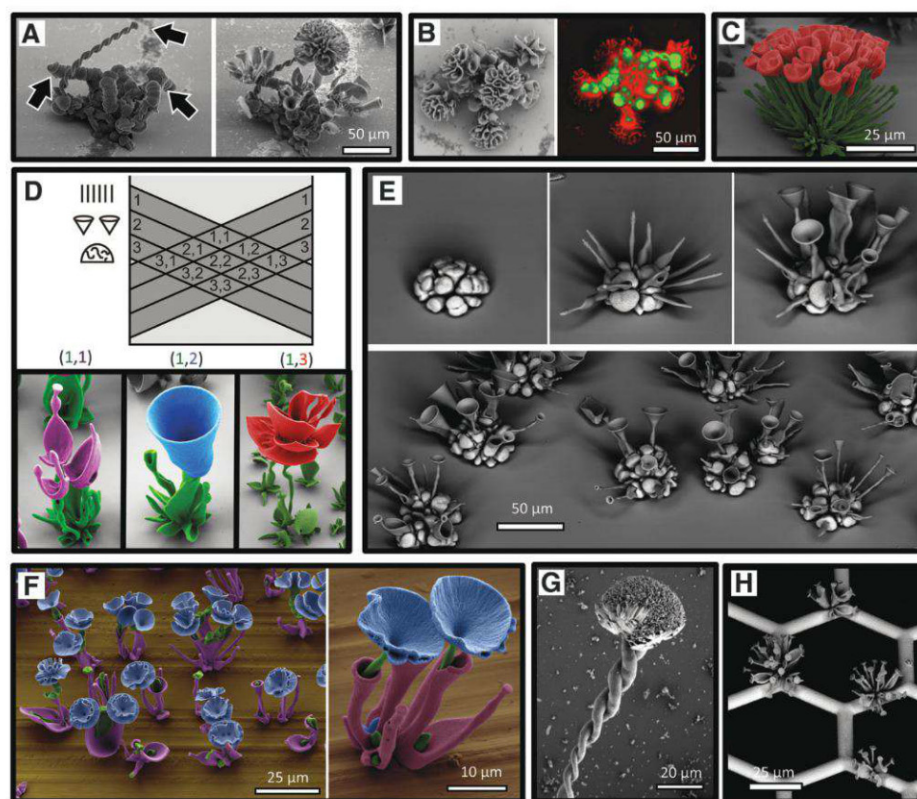 A
50 µm
B
50 µm
C
25 µm
D
1
1
2
1,1
2
3
2,1
1,2
3
3,1
2,2
1,3
3,2
2,3
3,3
(1,1)
(1,2)
(1,3)
E
50 µm
F
25 µm
10 µm
G
20 µm
H
25 µm